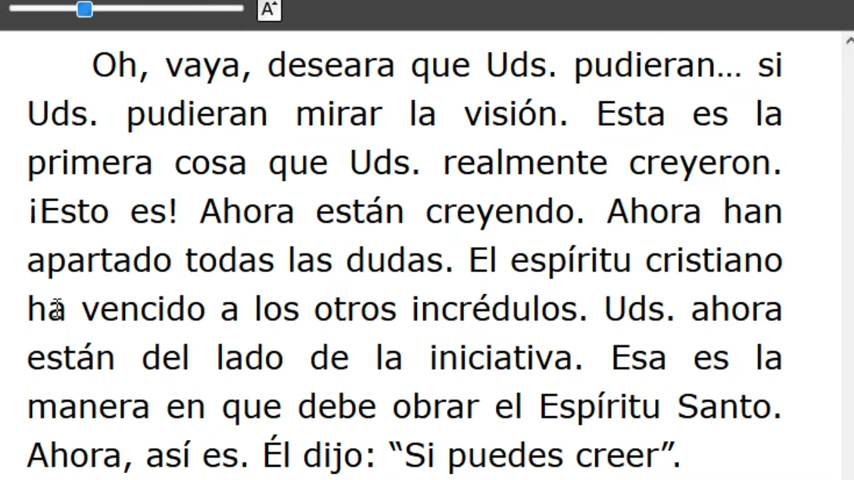 A
Oh, vaya, deseara que Uds. pudieran... si
Uds. pudieran mirar la visión. Esta es la
primera cosa que Uds. realmente creyeron.
¡Esto es! Ahora están creyendo. Ahora han
apartado todas las dudas. El espíritu cristiano
ha vencido a los otros incrédulos. Uds. ahora
están del lado de la iniciativa. Esa es la
manera en que debe obrar el Espíritu Santo.
Ahora, así es. Él dijo: “Si puedes creer”.